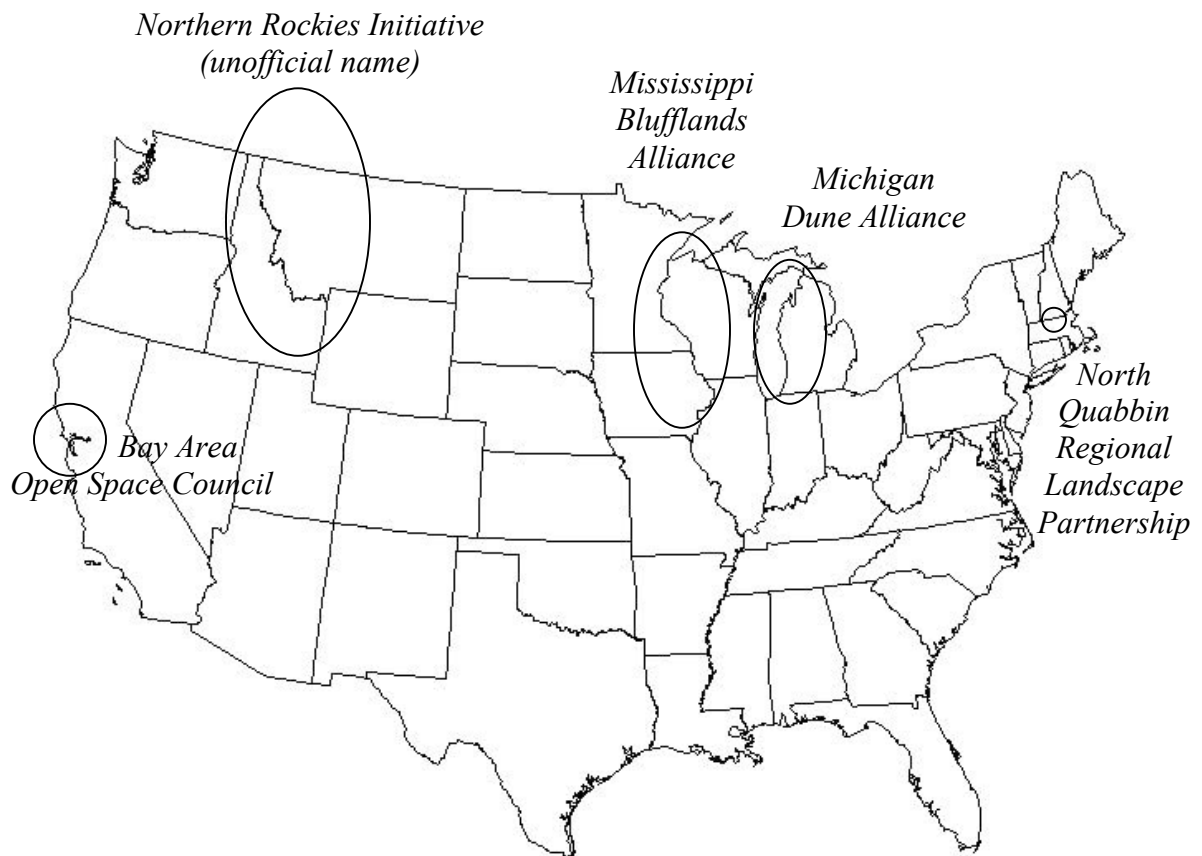 Northern Rockies Initiative
(unofficial name)
Mississippi
Blufflands
Alliance
Michigan
Dune Alliance
Bay Area
Open Space Council
North
Quabbin
Regional
Landscape
Partnership